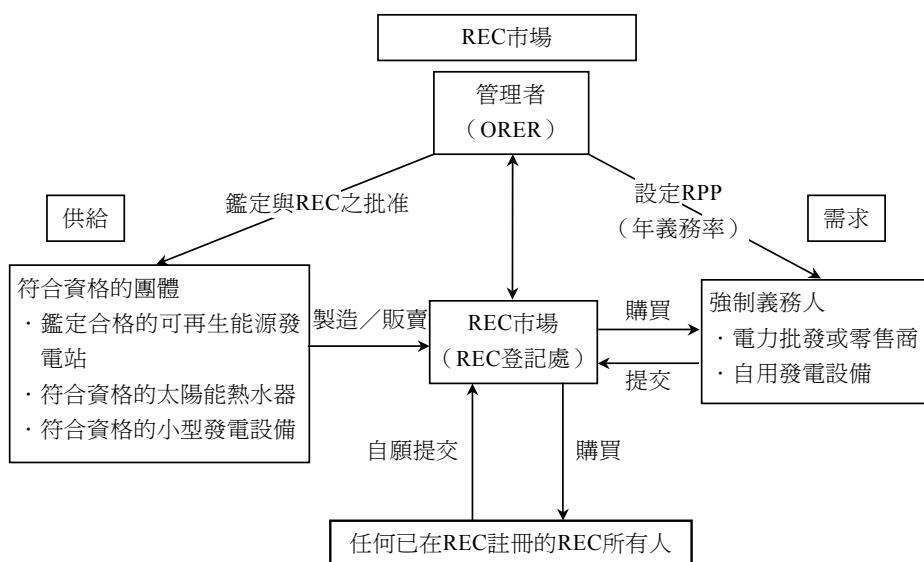 REC市場
管理者
（ORER）
鑑定與REC之批准
設定RPP
（年義務率）
供給
需求
符合資格的團體
．鑑定合格的可再生能源發
電站
．符合資格的太陽能熱水器
．符合資格的小型發電設備
製造／販賣
REC市場
（REC登記處）
購買
提交
強制義務人
．電力批發或零售商
．自用發電設備
自願提交
購買
任何已在REC註冊的REC所有人